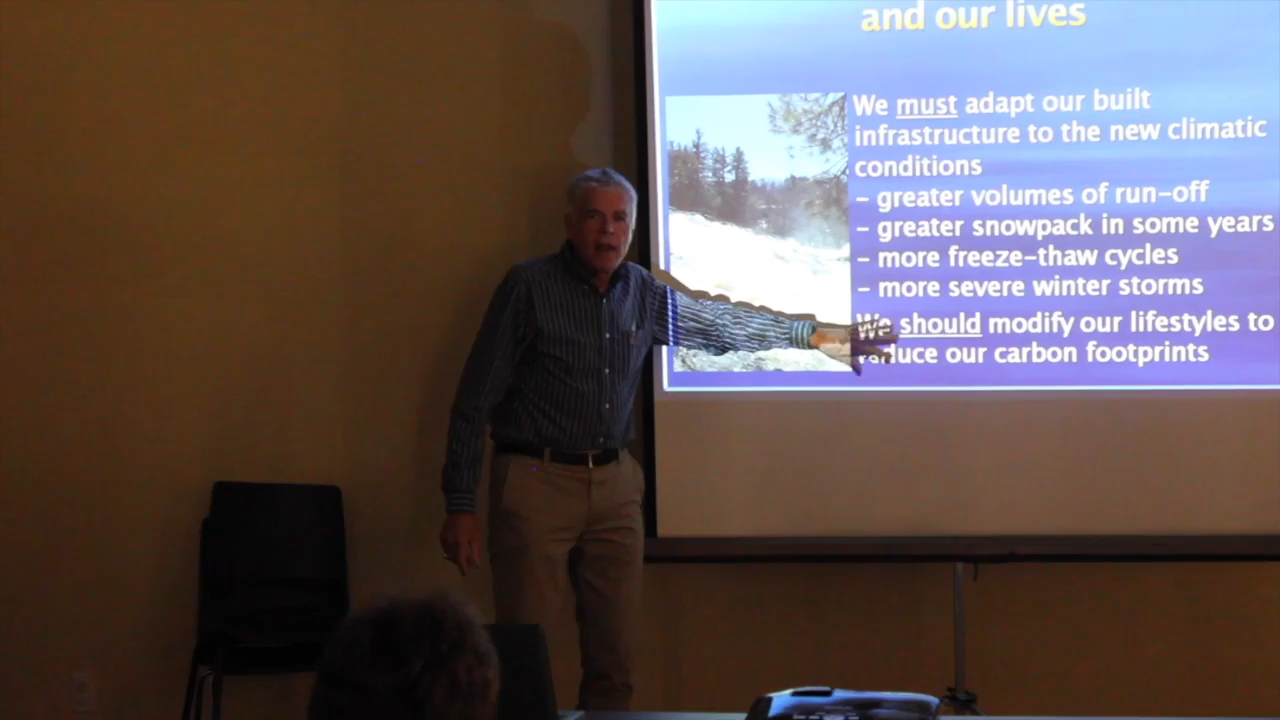 and our lives
We must adapt our built
infrastructure to the new climatic
conditions
- greater volumes of run-off
- greater snowpack in some years
- more freeze-thaw cycles
- more severe winter storms
We should modify our lifestyles to
reduce our carbon footprints